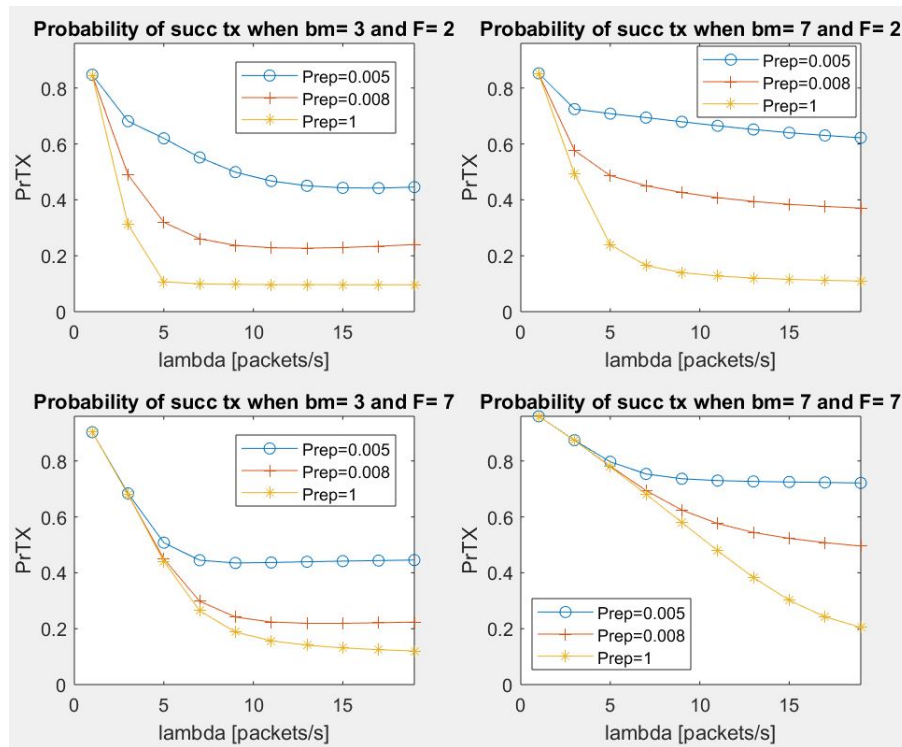 Probability of succ tx when bm= 3 and F= 2
Prep=0.005
Prep=0.008
Prep=1
PrTX
0.8
0.6
0.4
0.2
0
0 5 10 15
lambda [packets/s]
Probability of succ tx when bm= 7 and F= 2
Prep=0.005
Prep=0.008
Prep=1
PrTX
0.8
0.6
0.4
0.2
0
0 5 10 15
lambda [packets/s]
Probability of succ tx when bm= 3 and F= 7
Prep=0.005
Prep=0.008
Prep=1
PrTX
0.8
0.6
0.4
0.2
0
0 5 10 15
lambda [packets/s]
Probability of succ tx when bm= 7 and F= 7
PrTX
0.8
0.6
0.4
0.2
0
Prep=0.005
Prep=0.008
Prep=1
0 5 10 15
lambda [packets/s]